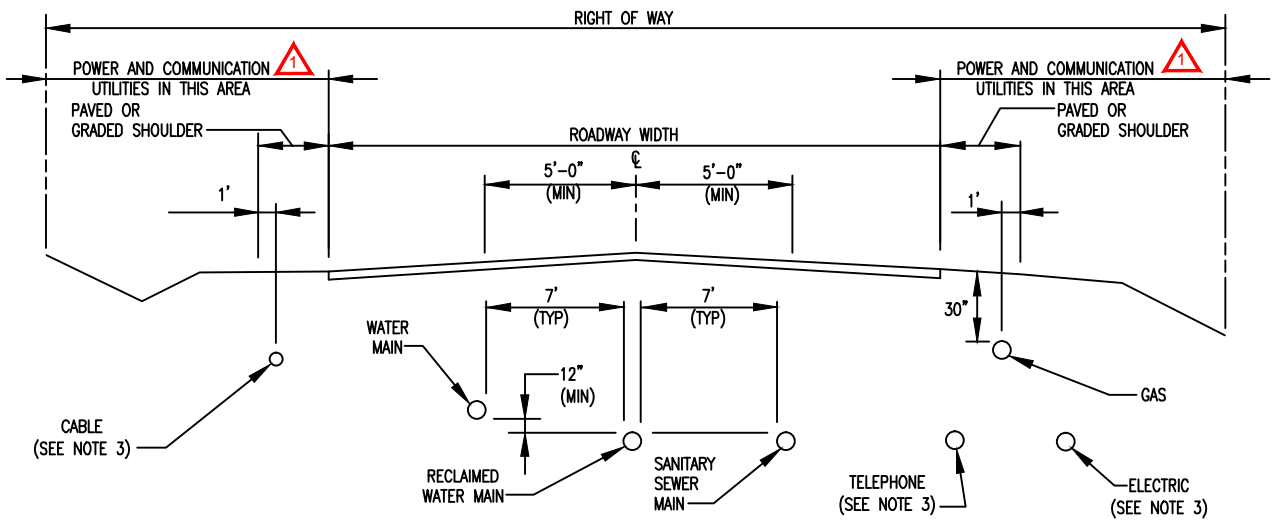 RIGHT OF WAY
POWER AND COMMUNICATION
UTILITIES IN THIS AREA
1
POWER AND COMMUNICATION
UTILITIES IN THIS AREA
1
PAVED OR
GRADED SHOULDER
ROADWAY WIDTH
PAVED OR
GRADED SHOULDER
℄
5'-0"
(MIN)
5'-0"
(MIN)
1'
1'
7'
(TYP)
7'
(TYP)
30"
WATER
MAIN
12"
(MIN)
GAS
CABLE
(SEE NOTE 3)
RECLAIMED
WATER MAIN
SANITARY
SEWER
MAIN
TELEPHONE
(SEE NOTE 3)
ELECTRIC
(SEE NOTE 3)